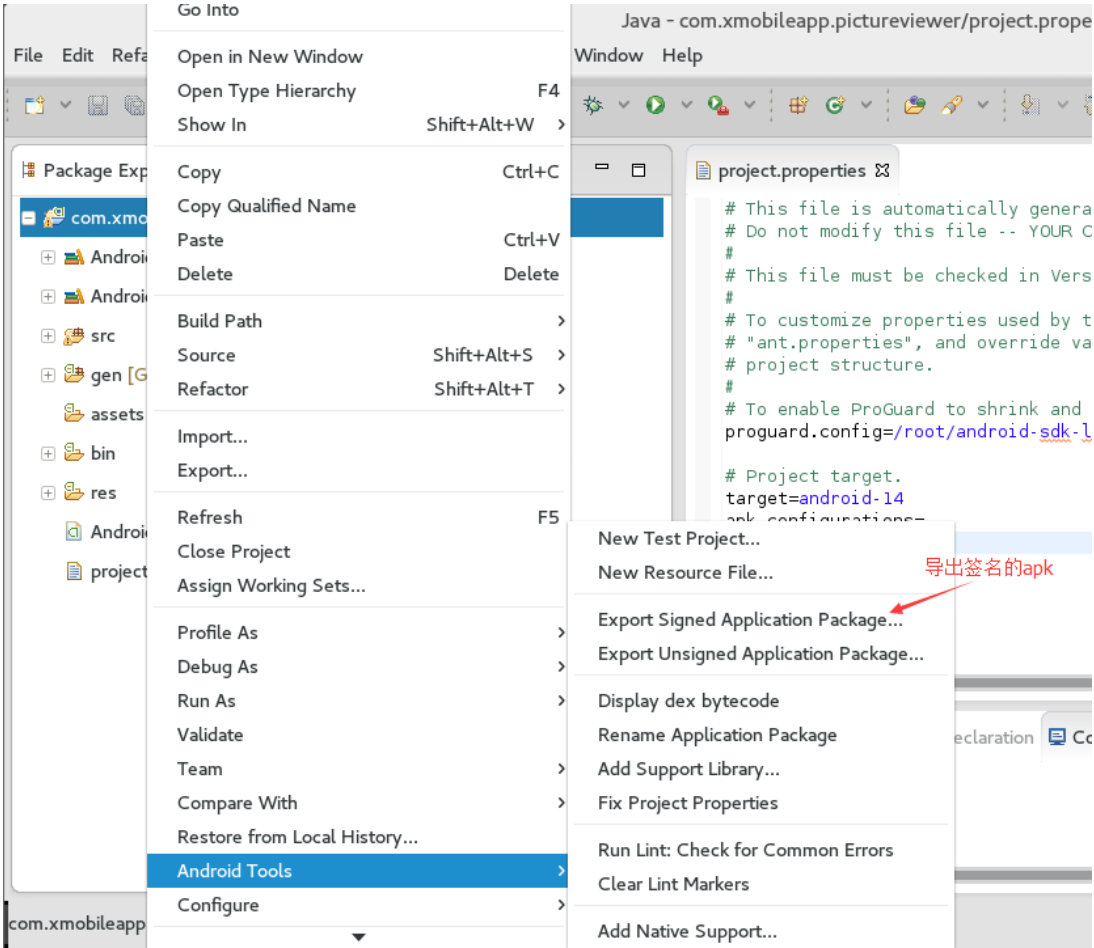 Java - com.xmobileapp.pictureviewer/project.prope
File Edit Refa
Window Help
Package Exp
com.xmo
Androi
Androi
src
gen [G
assets
bin
res
Androi
project
com.xmobileapp
Go Into
Open in New Window
Open Type Hierarchy F4
Show In Shift+Alt+W
Copy Ctrl+C
Copy Qualified Name
Paste Ctrl+V
Delete Delete
Build Path
Source Shift+Alt+S
Refactor Shift+Alt+T
Import...
Export...
Refresh F5
Close Project
Assign Working Sets...
Profile As
Debug As
Run As
Validate
Team
Compare With
Restore from Local History...
Android Tools
Configure
project.properties
# This file is automatically genera
# Do not modify this file -- YOUR C
#
# This file must be checked in Vers
#
# To customize properties used by t
# "ant.properties", and override va
# project structure.
#
# To enable ProGuard to shrink and
proguard.config=/root/android-sdk-l
# Project target.
target=android-14
apk-configurations=
New Test Project...
New Resource File...
导出签名的apk
Export Signed Application Package...
Export Unsigned Application Package...
Display dex bytecode
Rename Application Package
Add Support Library...
Fix Project Properties
Run Lint: Check for Common Errors
Clear Lint Markers
Add Native Support...
eclaration
Co